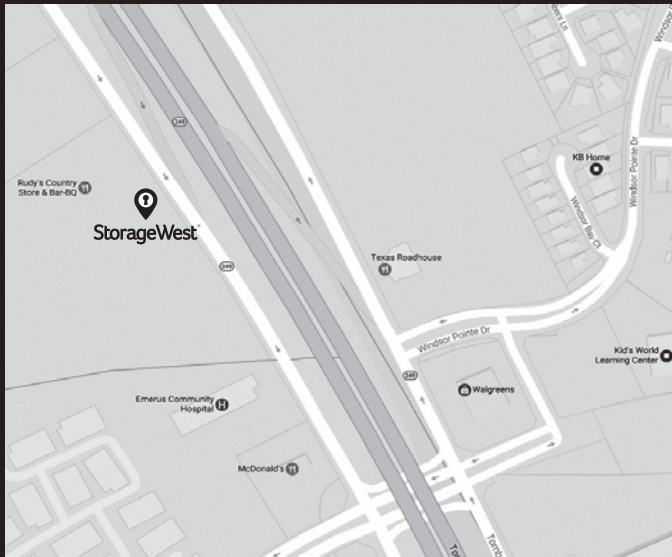 Windsor
249
KB Home
Windsor Pointe Dr
Rudy's Country
Store & Bar-BQ
StorageWest
Windsor Bay Ct
249
Texas Roadhouse
Windsor Pointe Dr
Kid's World
Learning Center
249
Walgreens
Emerus Community
Hospital
H
McDonald's